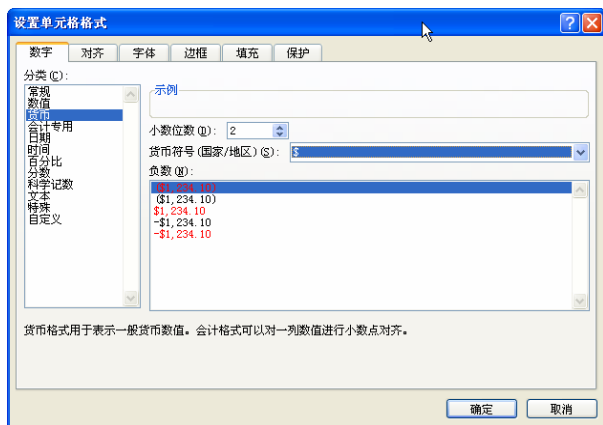 设置单元格格式
数字 对齐 字体 边框 填充 保护
分类(C):
常规
数值
货币
会计专用
日期
时间
百分比
分数
科学记数
文本
特殊
自定义
示例
小数位数(D): 2
货币符号(国家/地区)(S): $
负数(N):
($1,234.10)
($1,234.10)
$1,234.10
-$1,234.10
-$1,234.10
货币格式用于表示一般货币数值。会计格式可以对一列数值进行小数点对齐。
确定 取消